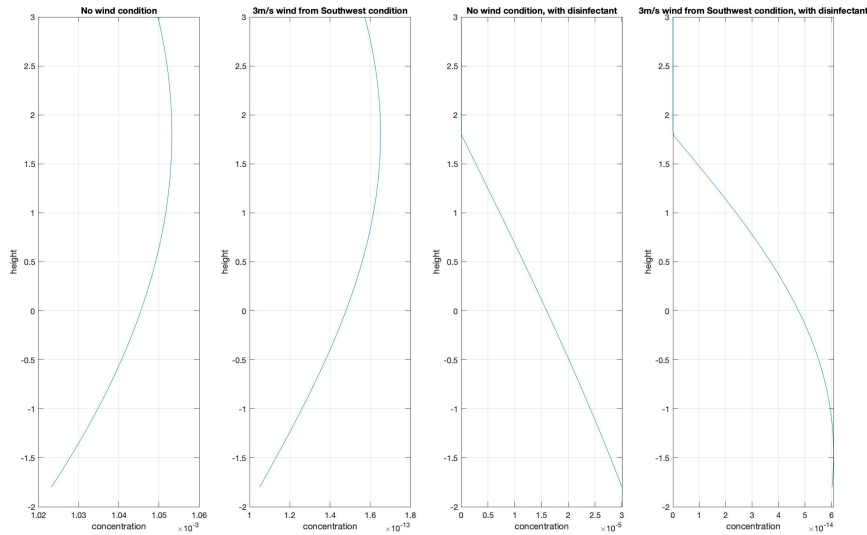 No wind condition
3
2.5
2
1.5
1
0.5
0
-0.5
-1
-1.5
-2
height
1.02 1.03 1.04 1.05 1.06
concentration ×10-3
3m/s wind from Southwest condition
3
2.5
2
1.5
1
0.5
0
-0.5
-1
-1.5
-2
height
1 1.2 1.4 1.6 1.8
concentration ×10-13
No wind condition, with disinfectant
3
2.5
2
1.5
1
0.5
0
-0.5
-1
-1.5
-2
height
0 0.5 1 1.5 2 2.5 3
concentration ×10-5
3m/s wind from Southwest condition, with disinfectant
3
2.5
2
1.5
1
0.5
0
-0.5
-1
-1.5
-2
height
0 1 2 3 4 5 6
concentration ×10-14